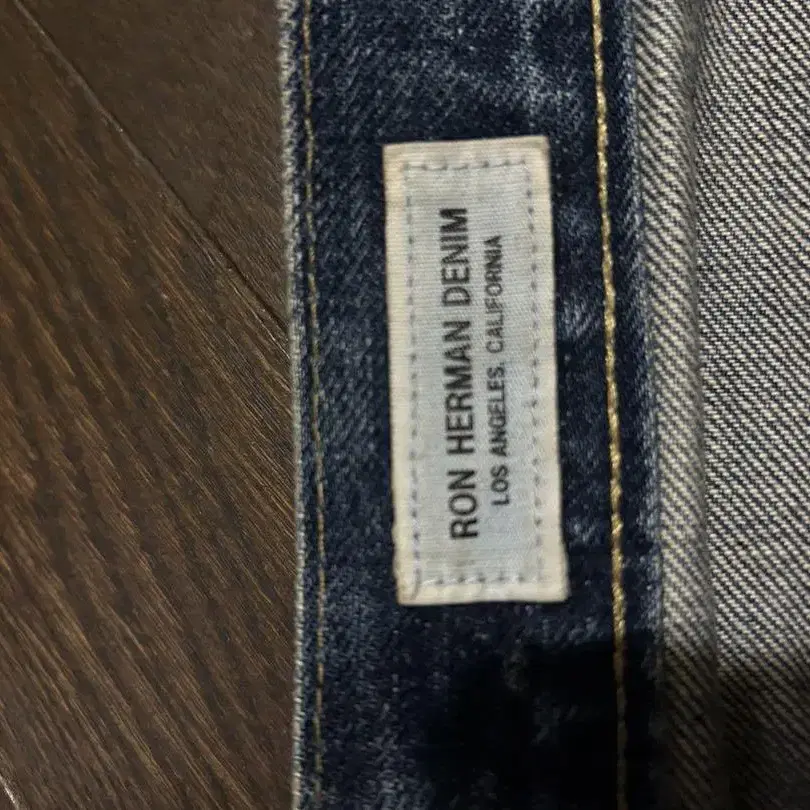 RON HERMAN DENIM
LOS ANGELES, CALIFORNIA